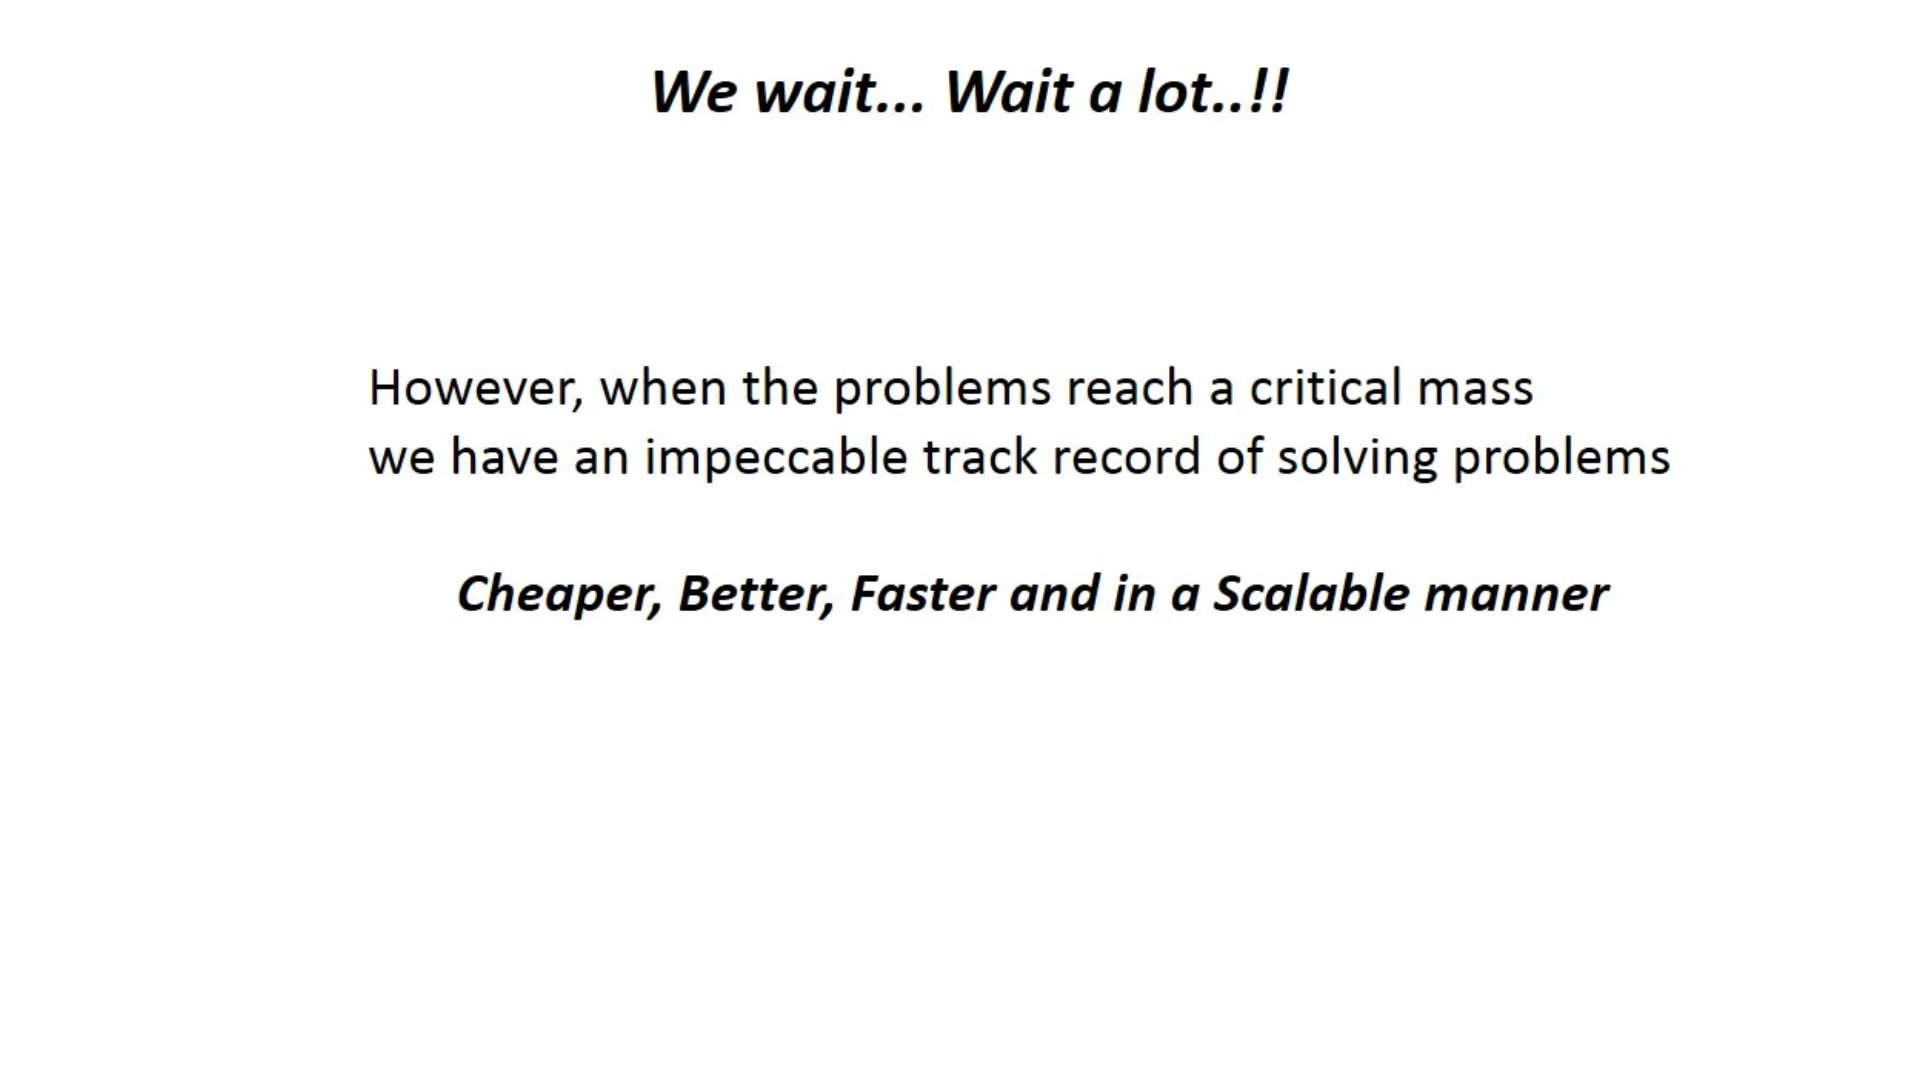 We wait... Wait a lot..!!
However, when the problems reach a critical mass
we have an impeccable track record of solving problems
Cheaper, Better, Faster and in a Scalable manner